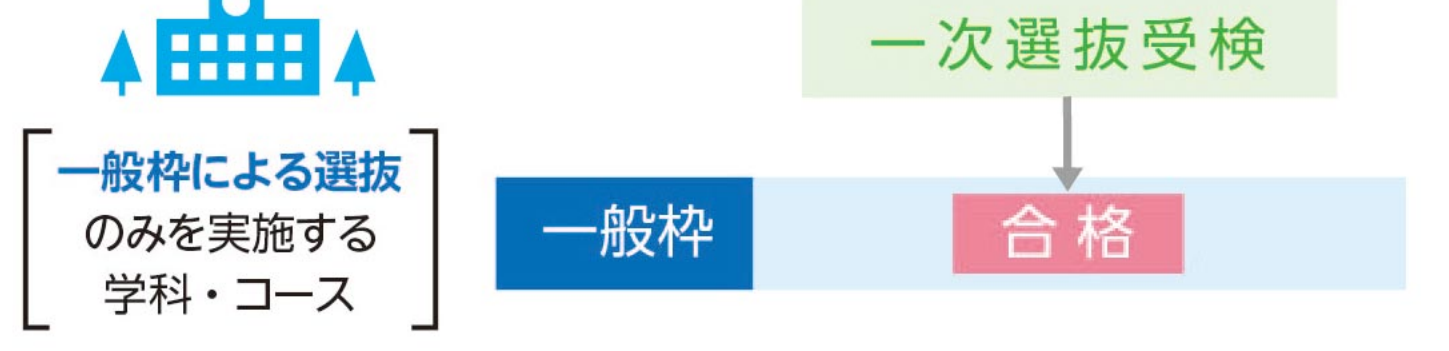 一次選抜受検
一般枠による選抜
のみを実施する
学科・コース
一般枠
合格